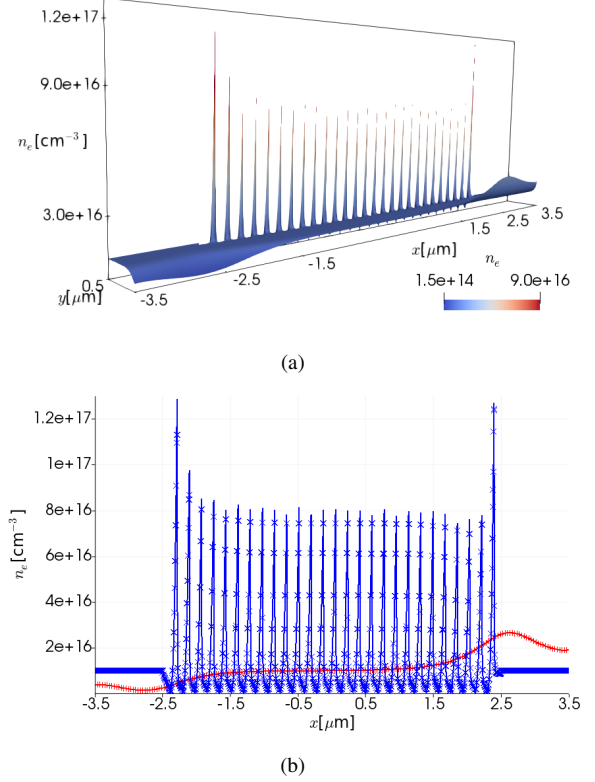 1.2e+17
9.0e+16
nₑ[cm⁻³]
3.0e+16
0.5
y[μm]
-3.5
-2.5
-1.5
x[μm]
1.5
2.5
3.5
nₑ
1.5e+14 9.0e+16
(a)
1.2e+17
1e+17
8e+16
nₑ[cm⁻³]
6e+16
4e+16
2e+16
-3.5 -2.5 -1.5 -0.5 0.5 1.5 2.5 3.5
x[μm]
(b)